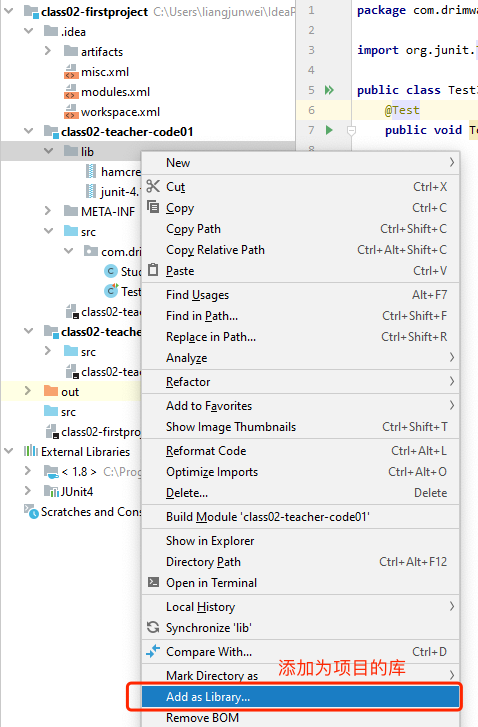 class02-firstproject C:\Users\liangjunwei\IdeaP
.idea
artifacts
misc.xml
modules.xml
workspace.xml
class02-teacher-code01
lib
hamcre
junit-4.
META-INF
src
com.dri
Stud
Test
class02-tea
class02-teache
src
class02-tea
out
src
class02-firstproj
External Libraries
< 1.8 > C:\Prog
JUnit4
Scratches and Cons
1 package com.drimwa
2
3 import org.junit.
4
5 public class Test
6 @Test
7 public void Te
8
New
Cut Ctrl+X
Copy Ctrl+C
Copy Path Ctrl+Shift+C
Copy Relative Path Ctrl+Alt+Shift+C
Paste Ctrl+V
Find Usages Alt+F7
Find in Path... Ctrl+Shift+F
Replace in Path... Ctrl+Shift+R
Analyze
Refactor
Add to Favorites
Show Image Thumbnails Ctrl+Shift+T
Reformat Code Ctrl+Alt+L
Optimize Imports Ctrl+Alt+O
Delete... Delete
Build Module 'class02-teacher-code01'
Show in Explorer
Directory Path Ctrl+Alt+F12
Open in Terminal
Local History
Synchronize 'lib'
Compare With... Ctrl+D
添加为项目的库
Mark Directory as
Add as Library...
Remove BOM